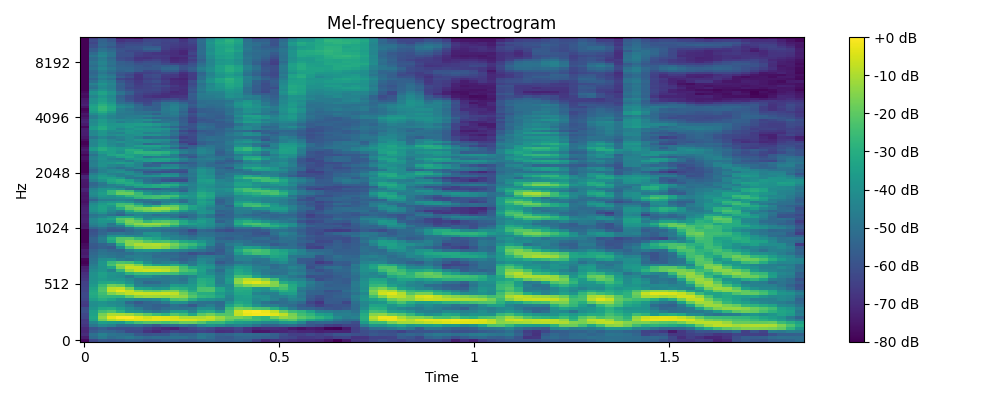 Mel-frequency spectrogram
Hz
8192
4096
2048
1024
512
0
0
0.5
1
1.5
Time
+0 dB
-10 dB
-20 dB
-30 dB
-40 dB
-50 dB
-60 dB
-70 dB
-80 dB